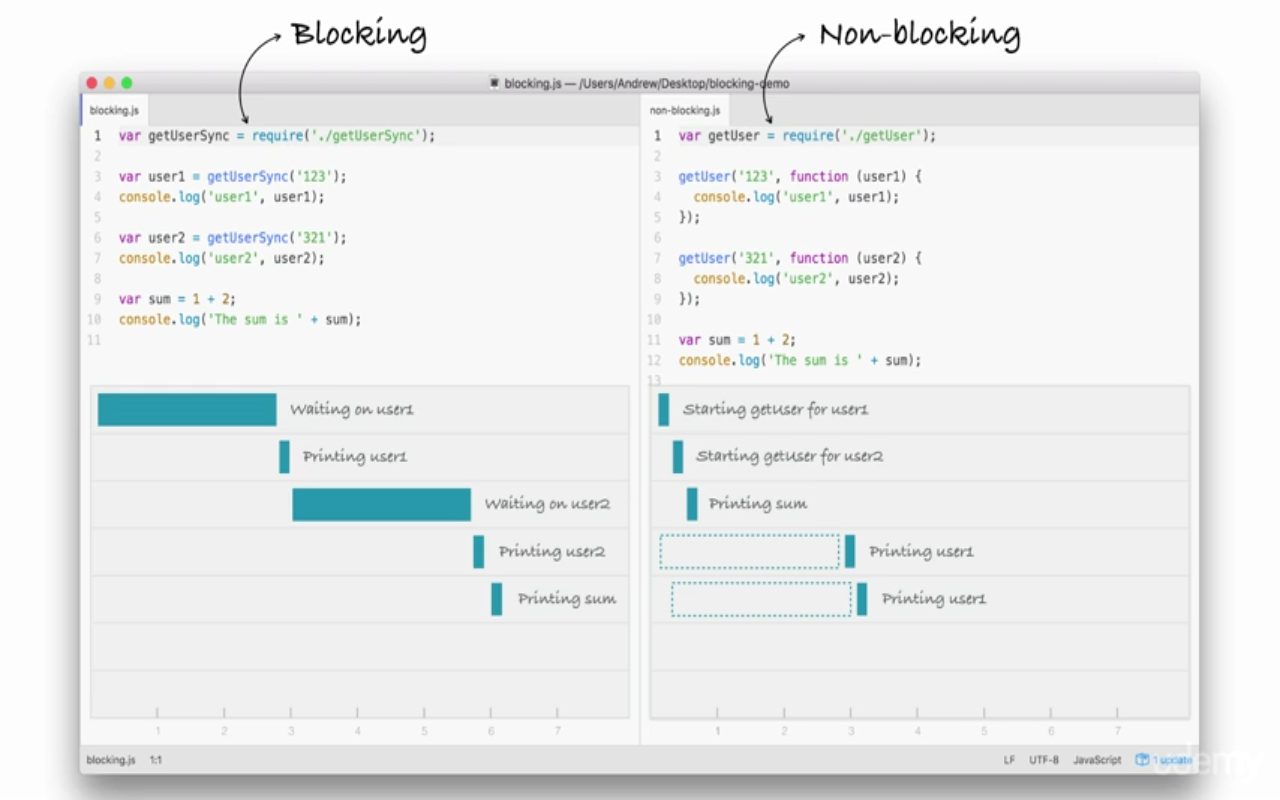 Blocking
Non-blocking
blocking.js — /Users/Andrew/Desktop/blocking-demo
blocking.js
1 var getUserSync = require('./getUserSync');
2
3 var user1 = getUserSync('123');
4 console.log('user1', user1);
5
6 var user2 = getUserSync('321');
7 console.log('user2', user2);
8
9 var sum = 1 + 2;
10 console.log('The sum is ' + sum);
11
Waiting on user1
Printing user1
Waiting on user2
Printing user2
Printing sum
1 2 3 4 5 6 7
non-blocking.js
1 var getUser = require('./getUser');
2
3 getUser('123', function (user1) {
4 console.log('user1', user1);
5 });
6
7 getUser('321', function (user2) {
8 console.log('user2', user2);
9 });
10
11 var sum = 1 + 2;
12 console.log('The sum is ' + sum);
13
Starting getUser for user1
Starting getUser for user2
Printing sum
Printing user1
Printing user1
1 2 3 4 5 6 7
blocking.js 1:1
LF UTF-8 JavaScript 1 update
udemy